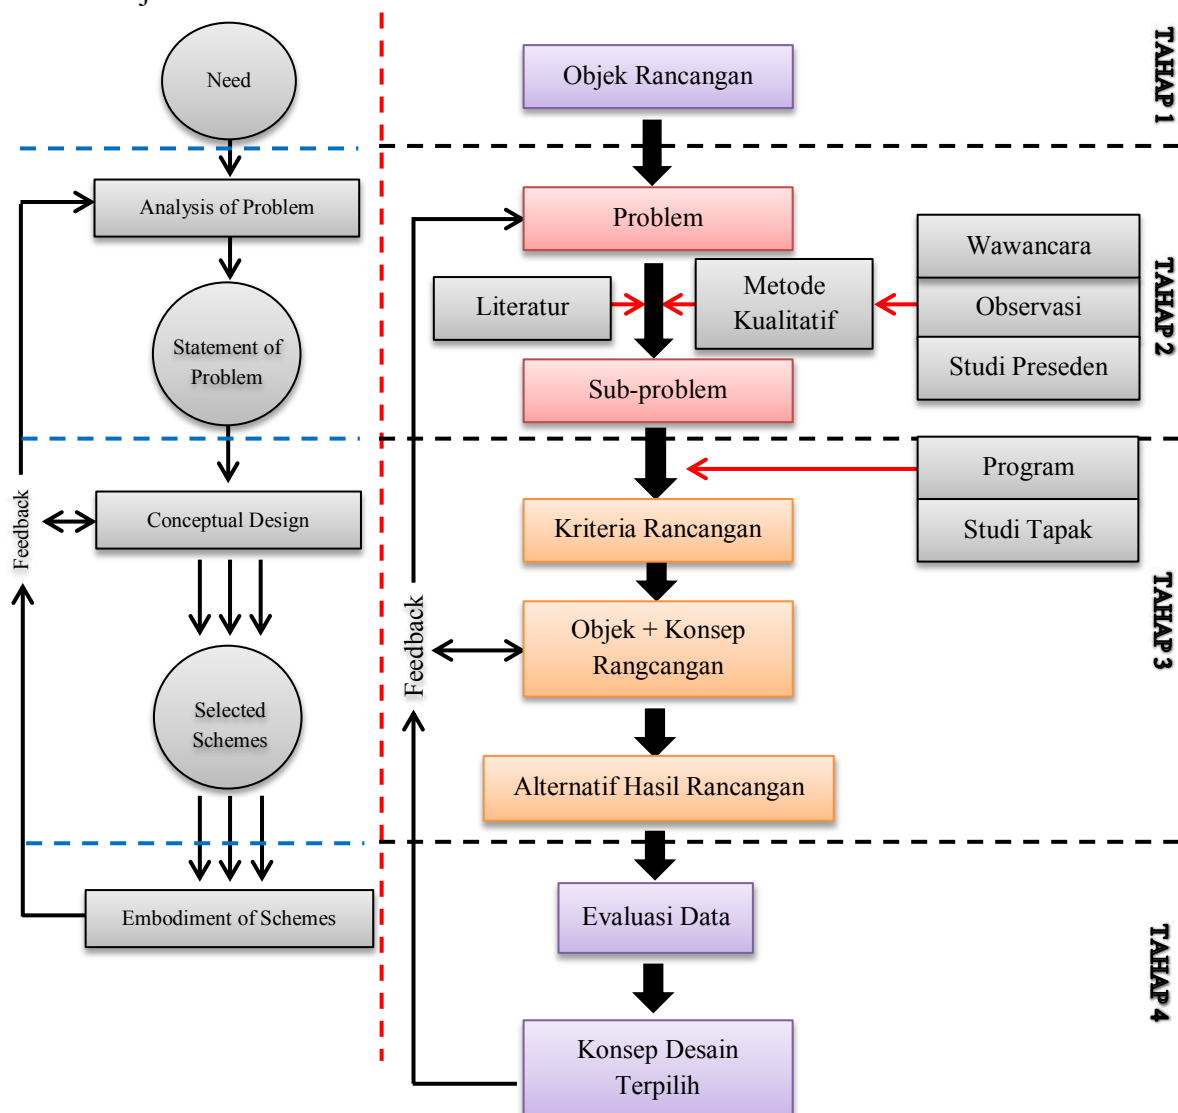 Need
Analysis of Problem
Statement of
Problem
Conceptual Design
Feedback
Selected
Schemes
Embodiment of Schemes
Objek Rancangan
TAHAP 1
Problem
Literatur
Metode
Kualitatif
Wawancara
Observasi
Studi Preseden
Sub-problem
TAHAP 2
Program
Studi Tapak
Kriteria Rancangan
Objek + Konsep
Rangcangan
Feedback
Alternatif Hasil Rancangan
TAHAP 3
Evaluasi Data
Konsep Desain
Terpilih
TAHAP 4